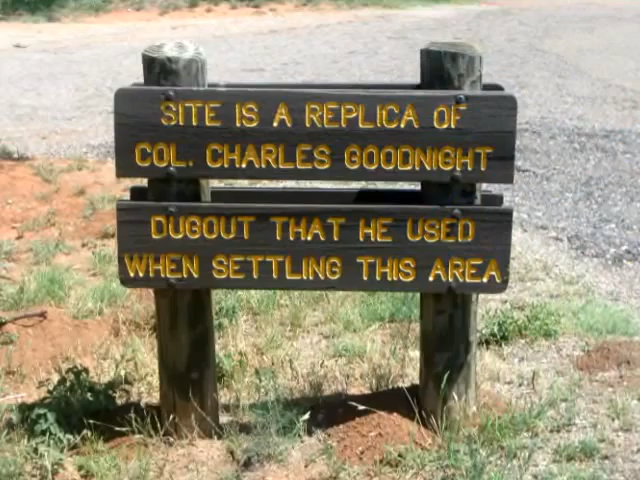 SITE IS A REPLICA OF
COL. CHARLES GOODNIGHT
DUGOUT THAT HE USED
WHEN SETTLING THIS AREA